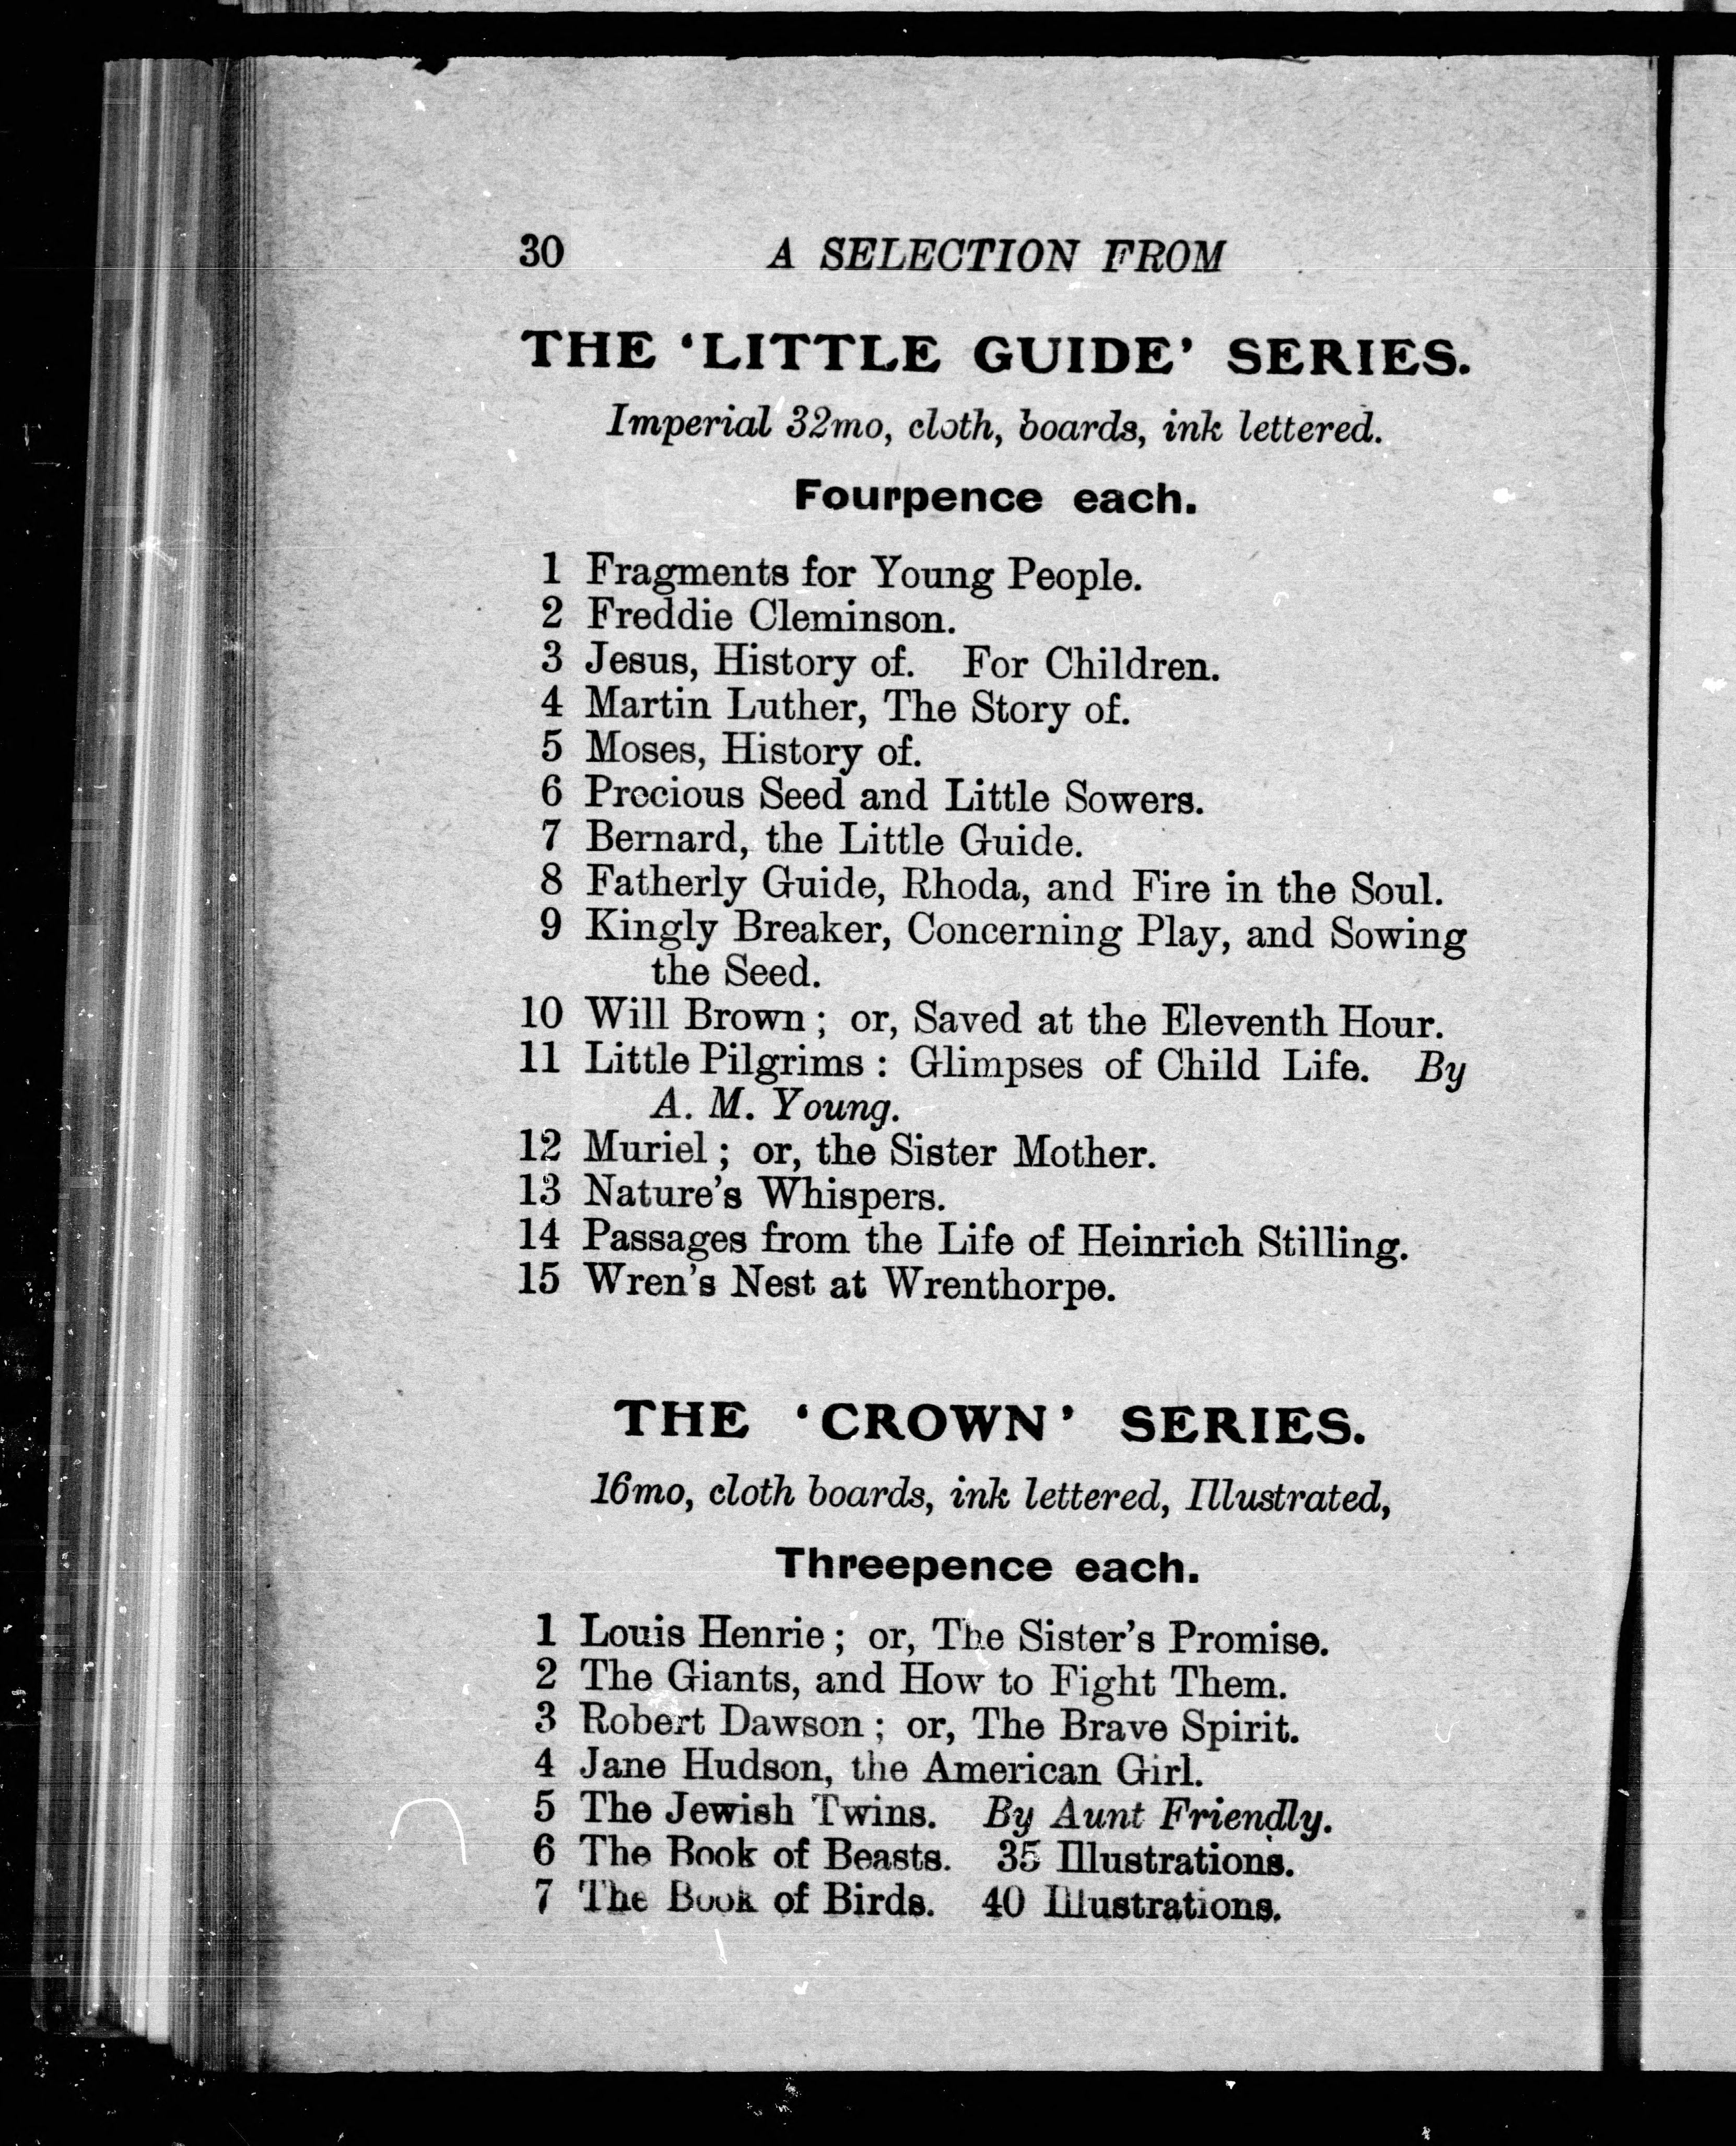 30 A SELECTION FROM
THE ‘LITTLE GUIDE’ SERIES.
Imperial 32mo, cloth, boards, ink lettered.
Fourpence each.
1 Fragments for Young People.
2 Freddie Cleminson.
3 Jesus, History of. For Children.
4 Martin Luther, The Story of.
5 Moses, History of.
6 Precious Seed and Little Sowers.
7 Bernard, the Little Guide.
8 Fatherly Guide, Rhoda, and Fire in the Soul.
9 Kingly Breaker, Concerning Play, and Sowing
the Seed.
10 Will Brown ; or, Saved at the Eleventh Hour.
11 Little Pilgrims : Glimpses of Child Life. By
A. M. Young.
12 Muriel ; or, the Sister Mother.
13 Nature’s Whispers.
14 Passages from the Life of Heinrich Stilling.
15 Wren’s Nest at Wrenthorpe.
THE ‘CROWN’ SERIES.
16mo, cloth boards, ink lettered, Illustrated,
Threepence each.
1 Louis Henrie ; or, The Sister’s Promise.
2 The Giants, and How to Fight Them.
3 Robert Dawson ; or, The Brave Spirit.
4 Jane Hudson, the American Girl.
5 The Jewish Twins. By Aunt Friendly.
6 The Book of Beasts. 35 Illustrations.
7 The Book of Birds. 40 Illustrations.